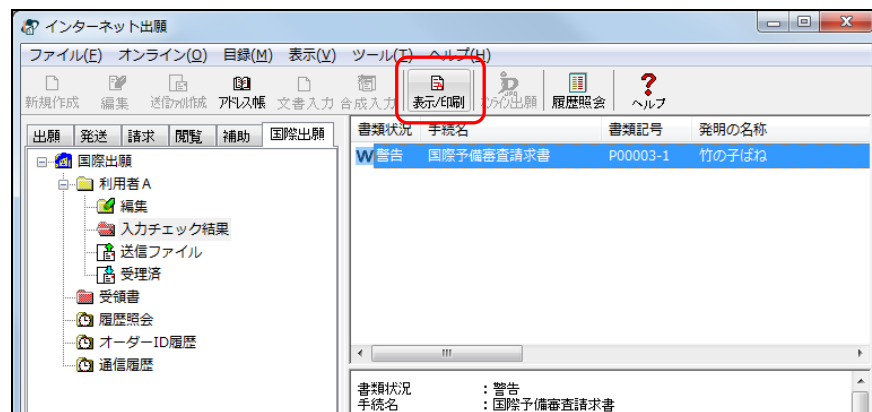 インターネット出願
ファイル(F) オンライン(O) 目録(M) 表示(V) ツール(T) ヘルプ(H)
新規作成 編集 送信ファイル作成 アドレス帳 文書入力 合成入力 表示/印刷 オンライン出願 履歴照会 ヘルプ
出願 発送 請求 閲覧 補助 国際出願
書類状況 手続名 書類記号 発明の名称
W警告 国際予備審査請求書 P00003-1 竹の子ばね
国際出願
利用者A
編集
入力チェック結果
送信ファイル
受理済
受領書
履歴照会
オーダーID履歴
通信履歴
書類状況 :警告
手続名 :国際予備審査請求書